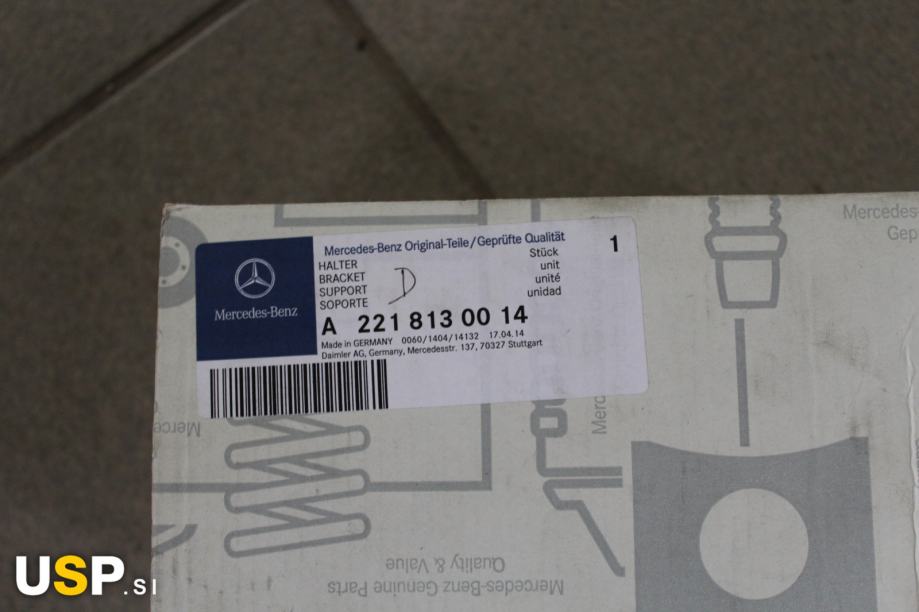 Mercedes-Benz
Mercedes-Benz Original-Teile/Geprüfte Qualität
HALTER
BRACKET
SUPPORT
SOPORTE
D
Stück
unit
unité
unidad
1
A 221 813 00 14
Made in GERMANY 0060/1404/14132 17.04.14
Daimler AG, Germany, Mercedesstr. 137, 70327 Stuttgart
Mercedes
Gep
Merc
Merce
Mercedes-Benz Genuine Parts
Quality & Value
USP.SI